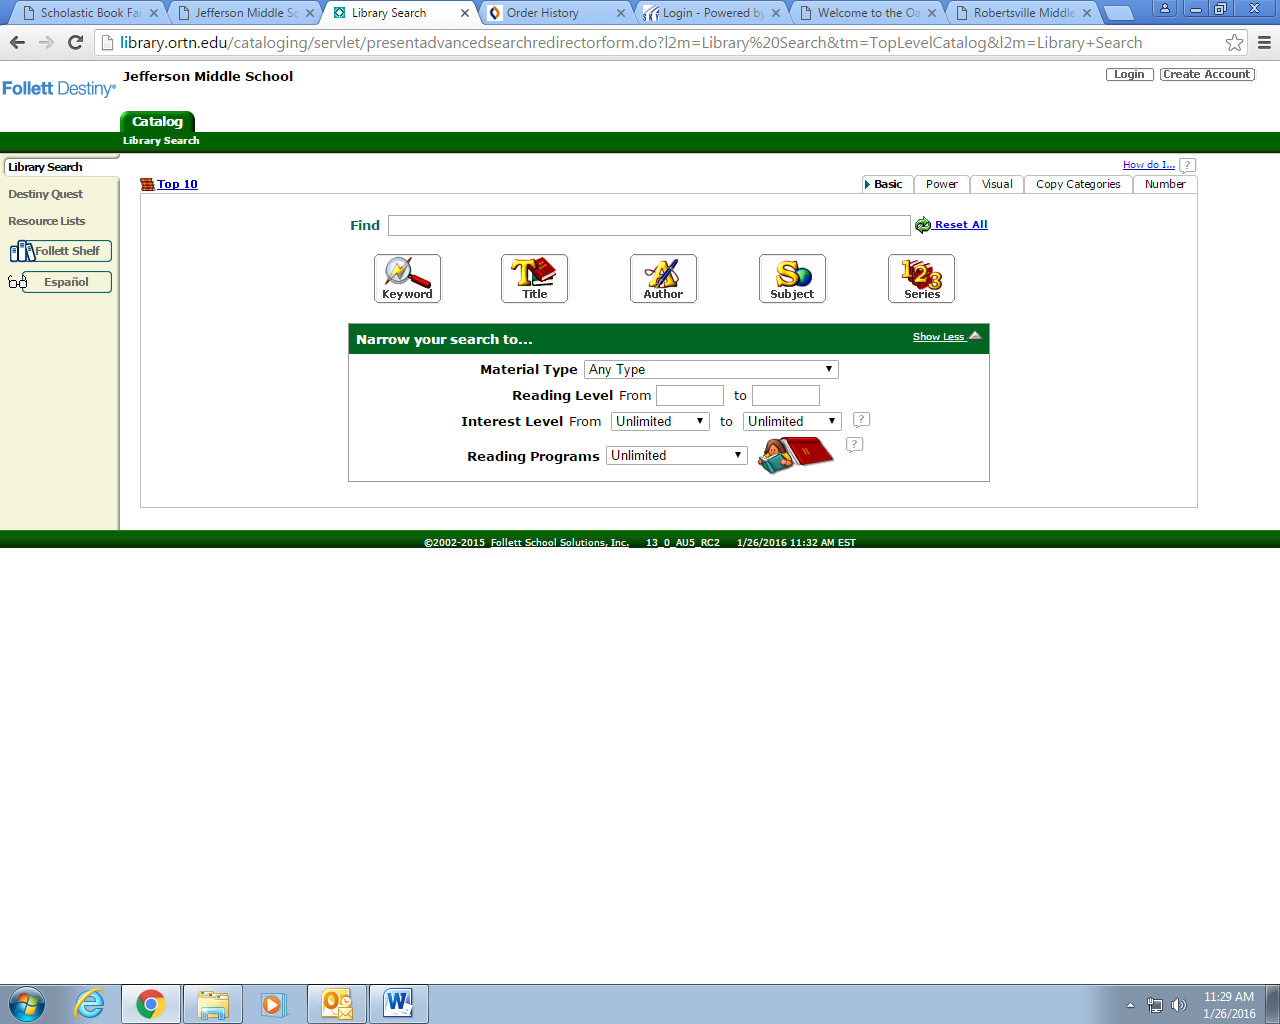 Scholastic Book Fai
Jefferson Middle Sc
Library Search
Order History
Login - Powered by
Welcome to the Oa
Robertsville Middle
library.ortn.edu/cataloging/servlet/presentadvancedsearchredirectorform.do?l2m=Library%20Search&tm=TopLevelCatalog&l2m=Library+Search
Follett Destiny
Jefferson Middle School
Login
Create Account
Catalog
Library Search
Library Search
Destiny Quest
Resource Lists
Follett Shelf
Español
How do I... ?
Top 10
Basic
Power
Visual
Copy Categories
Number
Find
Reset All
Keyword
Title
Author
Subject
Series
Narrow your search to...
Show Less
Material Type Any Type
Reading Level From to
Interest Level From Unlimited to Unlimited ?
Reading Programs Unlimited ?
©2002-2015 Follett School Solutions, Inc. 13_0_AU5_RC2 1/26/2016 11:32 AM EST
11:29 AM
1/26/2016